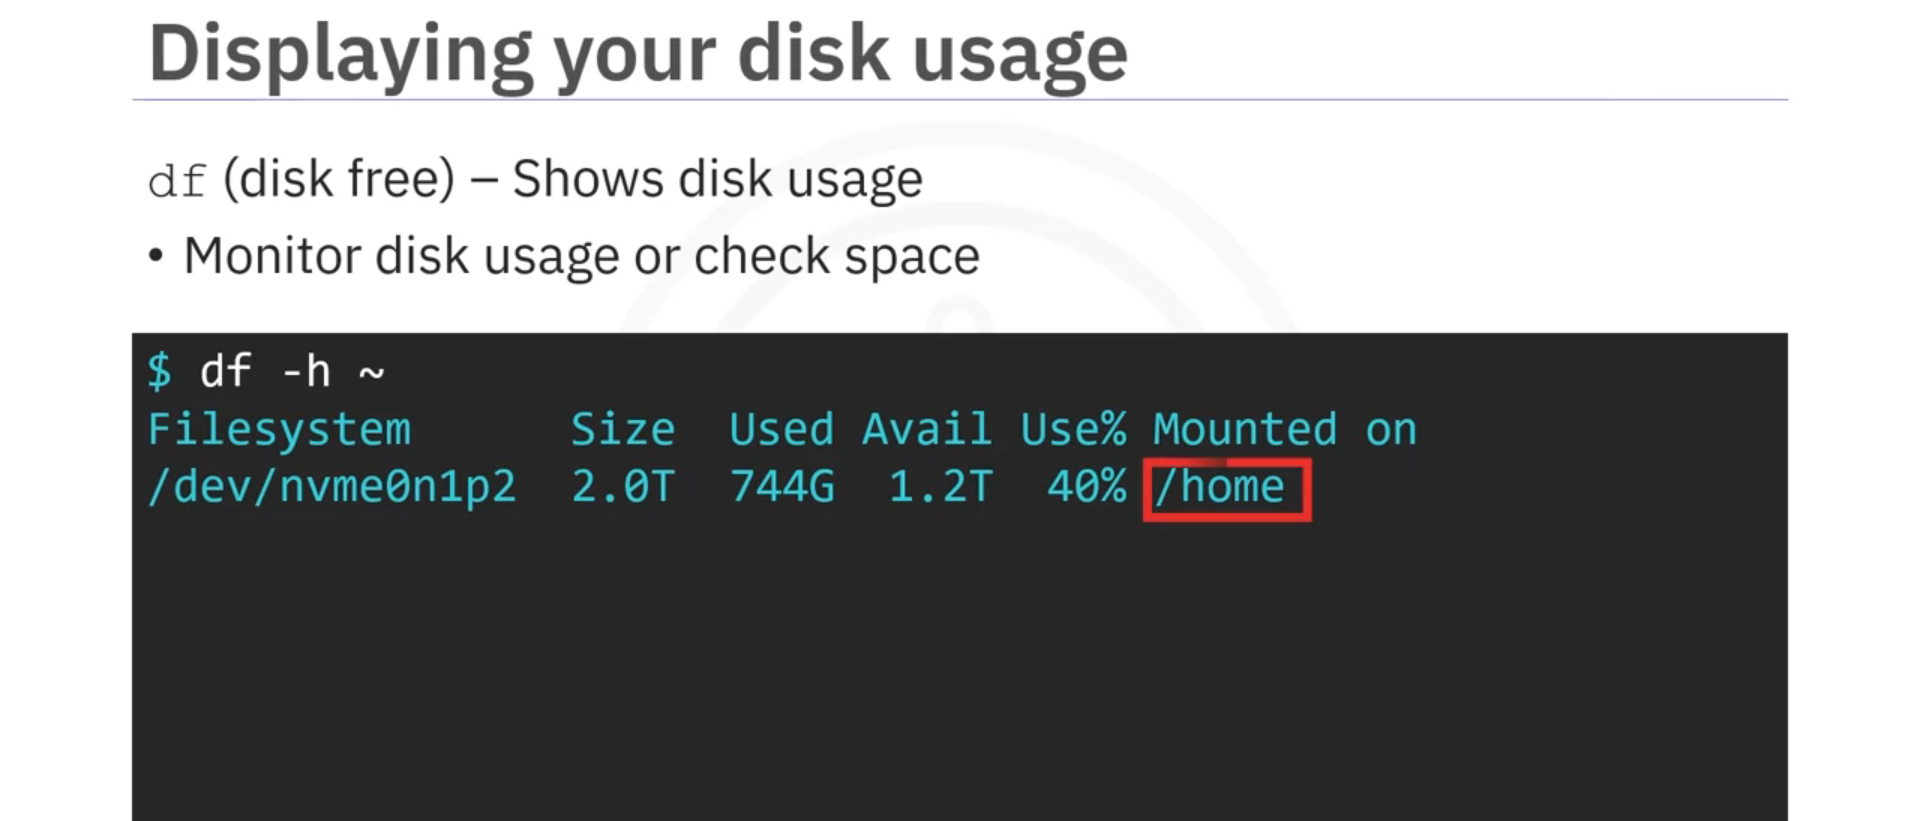 Displaying your disk usage
df (disk free) – Shows disk usage
• Monitor disk usage or check space
$ df -h ~
Filesystem      Size  Used Avail Use% Mounted on
/dev/nvme0n1p2  2.0T  744G  1.2T  40% /home